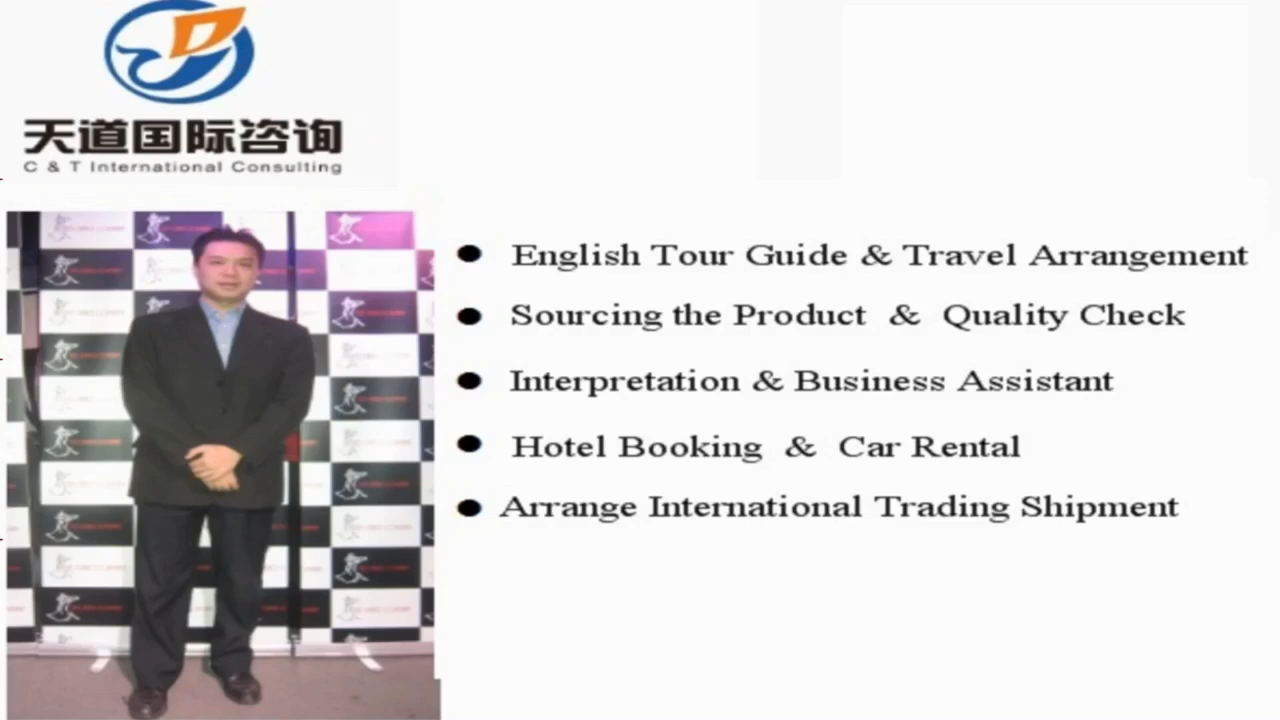 天道国际咨询
C & T International Consulting
English Tour Guide & Travel Arrangement
Sourcing the Product & Quality Check
Interpretation & Business Assistant
Hotel Booking & Car Rental
Arrange International Trading Shipment